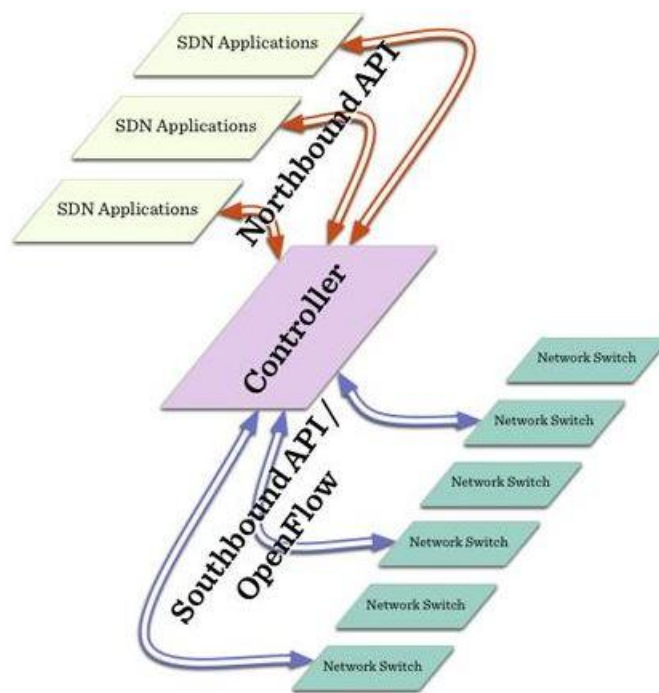 SDN Applications
SDN Applications
SDN Applications
Northbound API
Controller
Southbound API /
OpenFlow
Network Switch
Network Switch
Network Switch
Network Switch
Network Switch
Network Switch